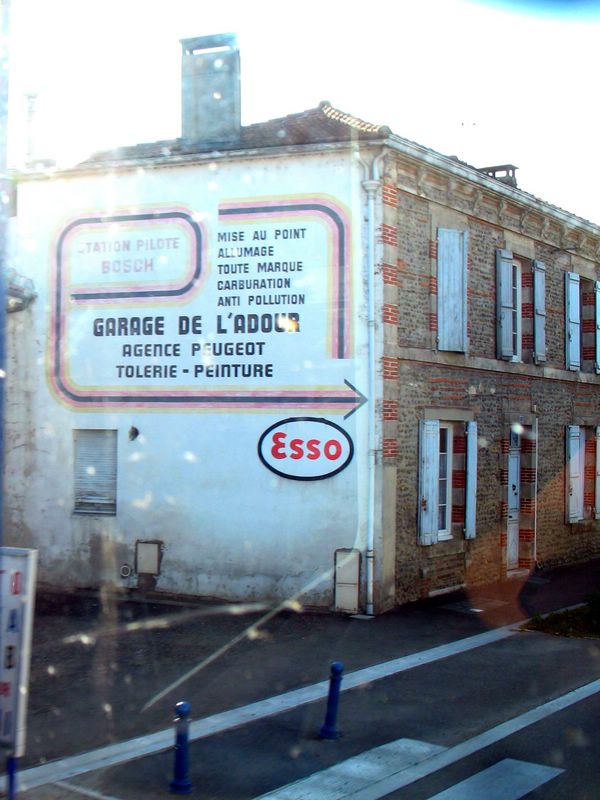 STATION PILOTE
BOSCH
MISE AU POINT
ALLUMAGE
TOUTE MARQUE
CARBURATION
ANTI POLLUTION
GARAGE DE L'ADOUR
AGENCE PEUGEOT
TOLERIE - PEINTURE
Esso